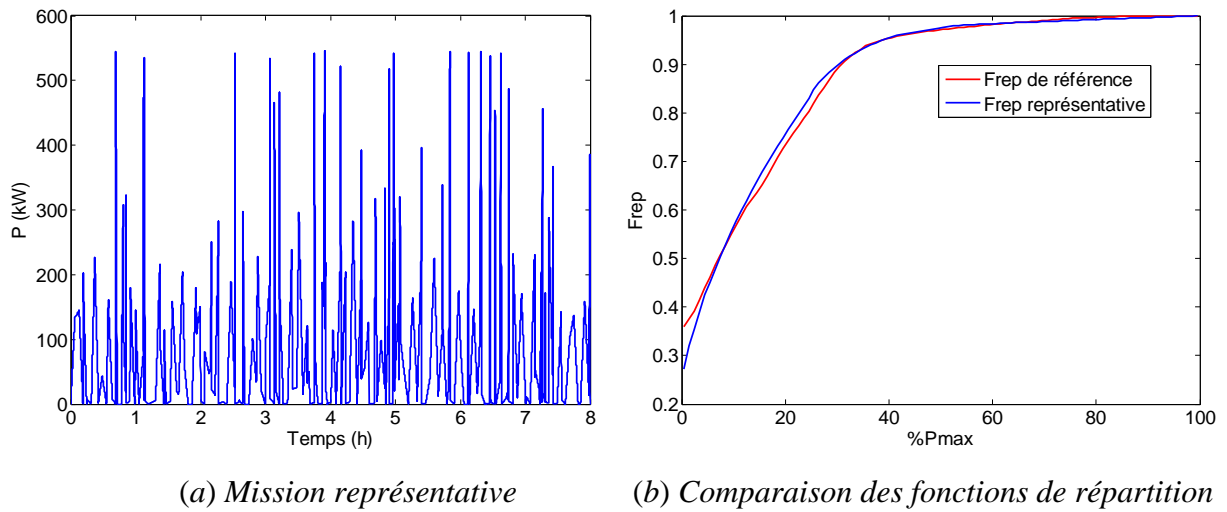 600
500
400
300
200
100
0
P (kW)
0 1 2 3 4 5 6 7 8
Temps (h)
(a) Mission représentative
1
0.9
0.8
0.7
0.6
0.5
0.4
0.3
0.2
Frep
Frep de référence
Frep représentative
0 20 40 60 80 100
%Pmax
(b) Comparaison des fonctions de répartition